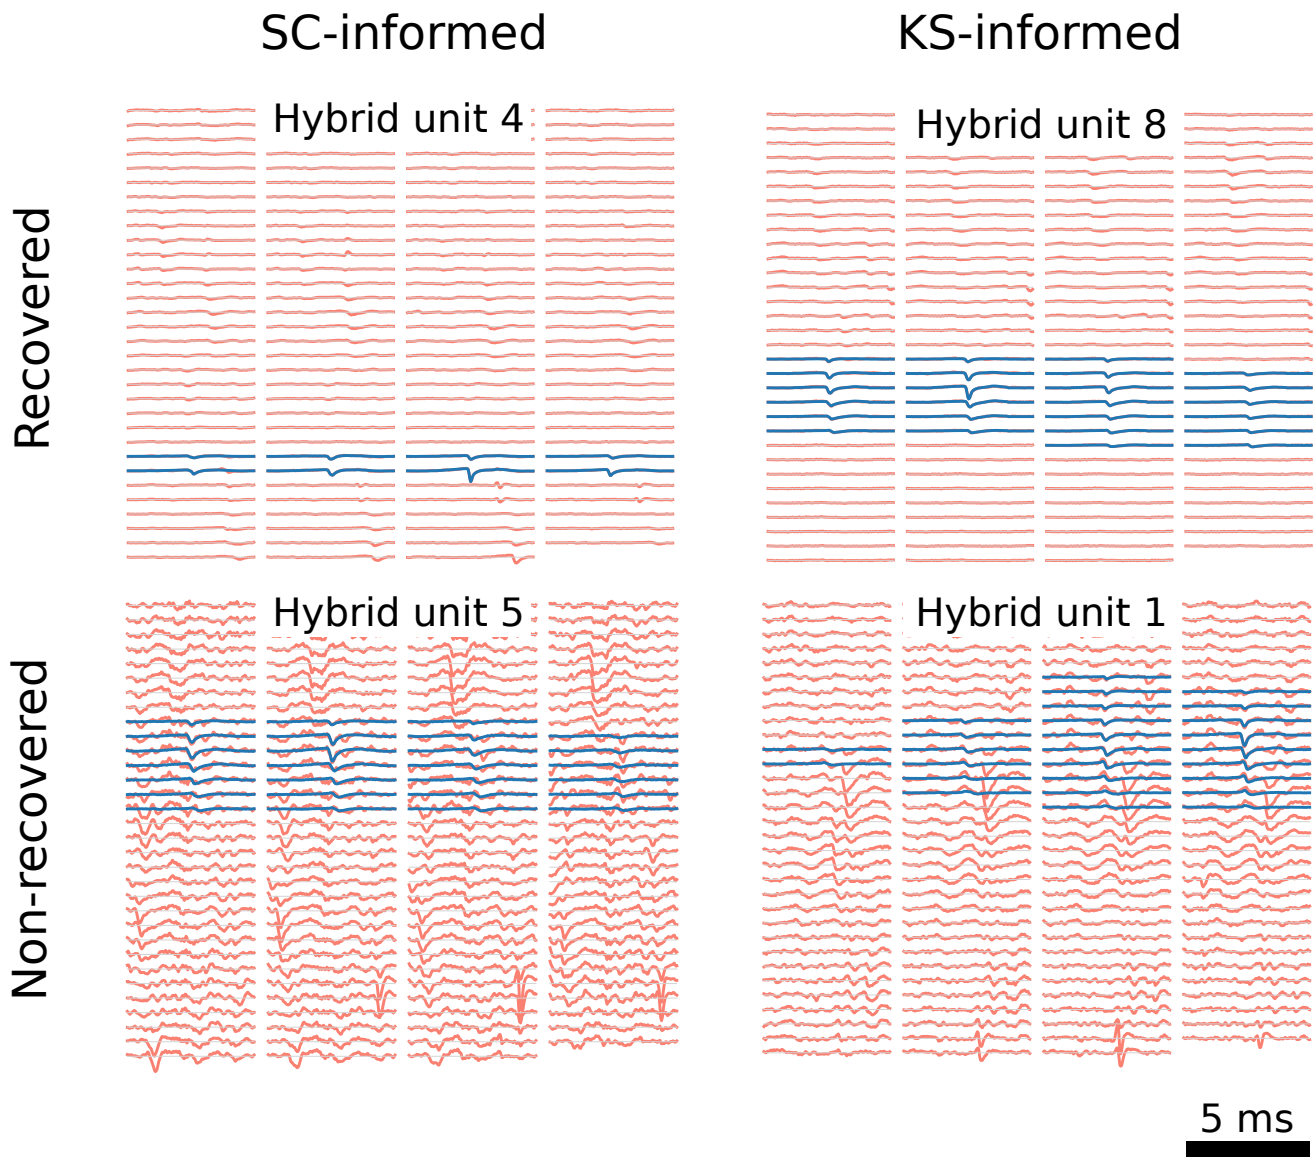 SC-informed
KS-informed
Recovered
Hybrid unit 4
Hybrid unit 8
Non-recovered
Hybrid unit 5
Hybrid unit 1
5 ms